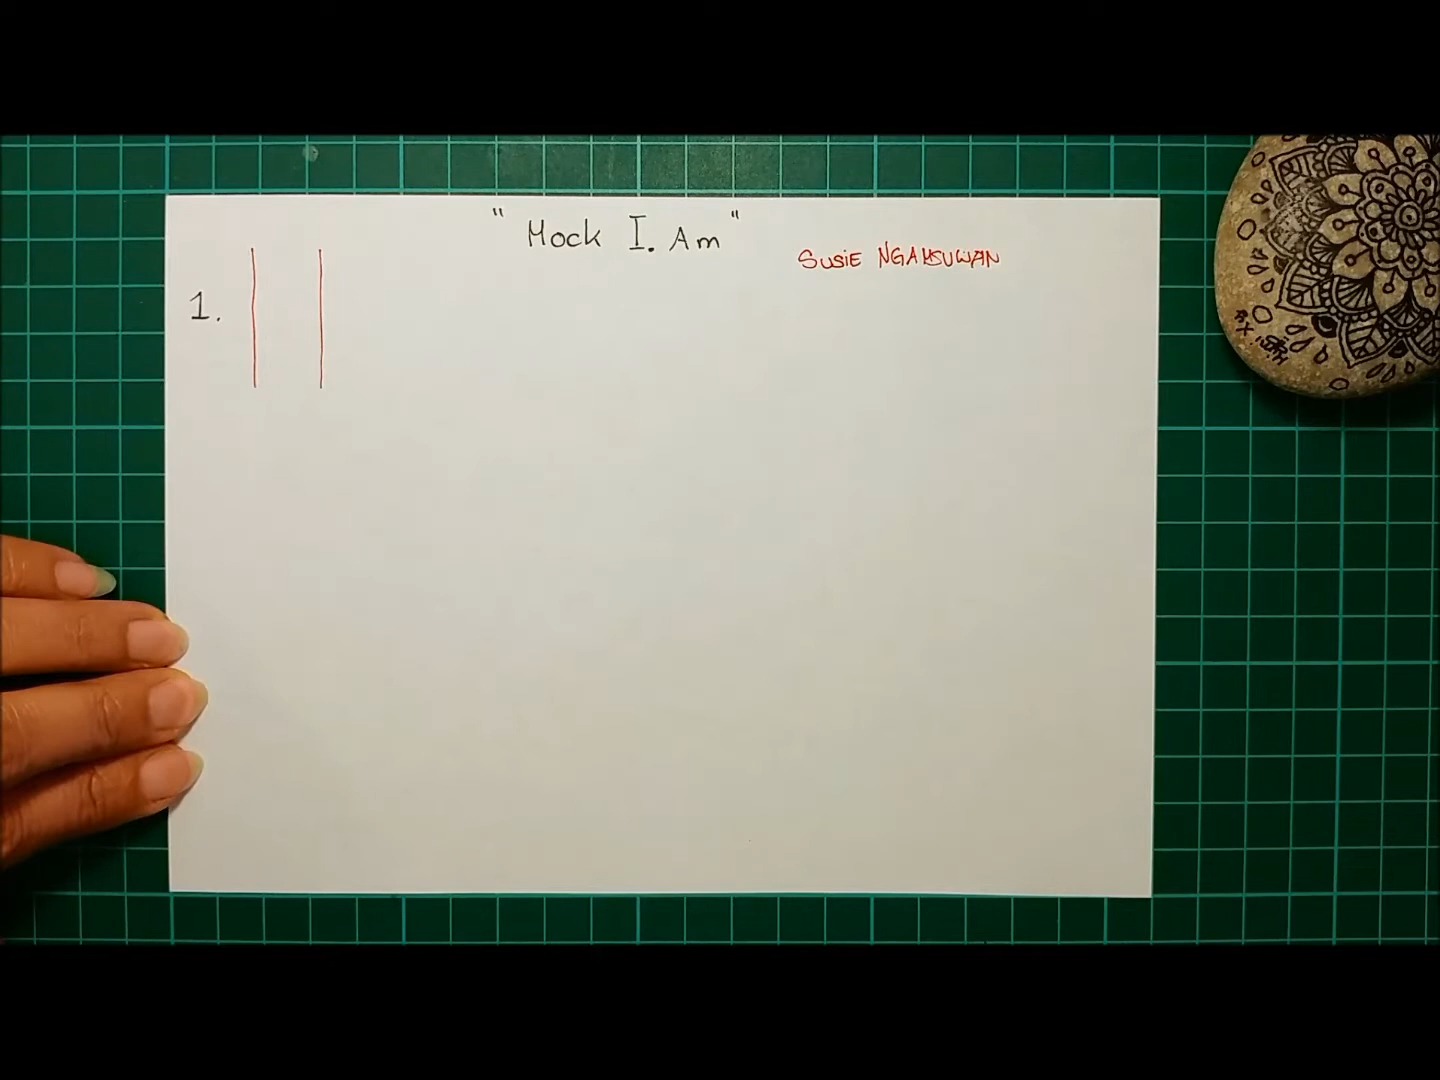 " Mock I. Am "
SUSiE NGAMSUWAN
1.